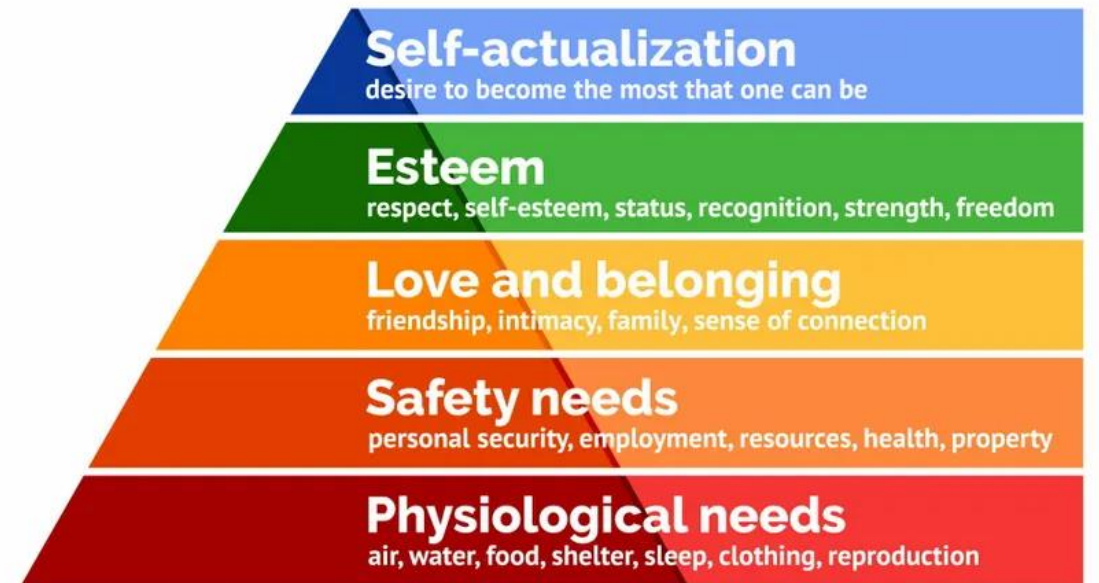 Self-actualization
desire to become the most that one can be
Esteem
respect, self-esteem, status, recognition, strength, freedom
Love and belonging
friendship, intimacy, family, sense of connection
Safety needs
personal security, employment, resources, health, property
Physiological needs
air, water, food, shelter, sleep, clothing, reproduction